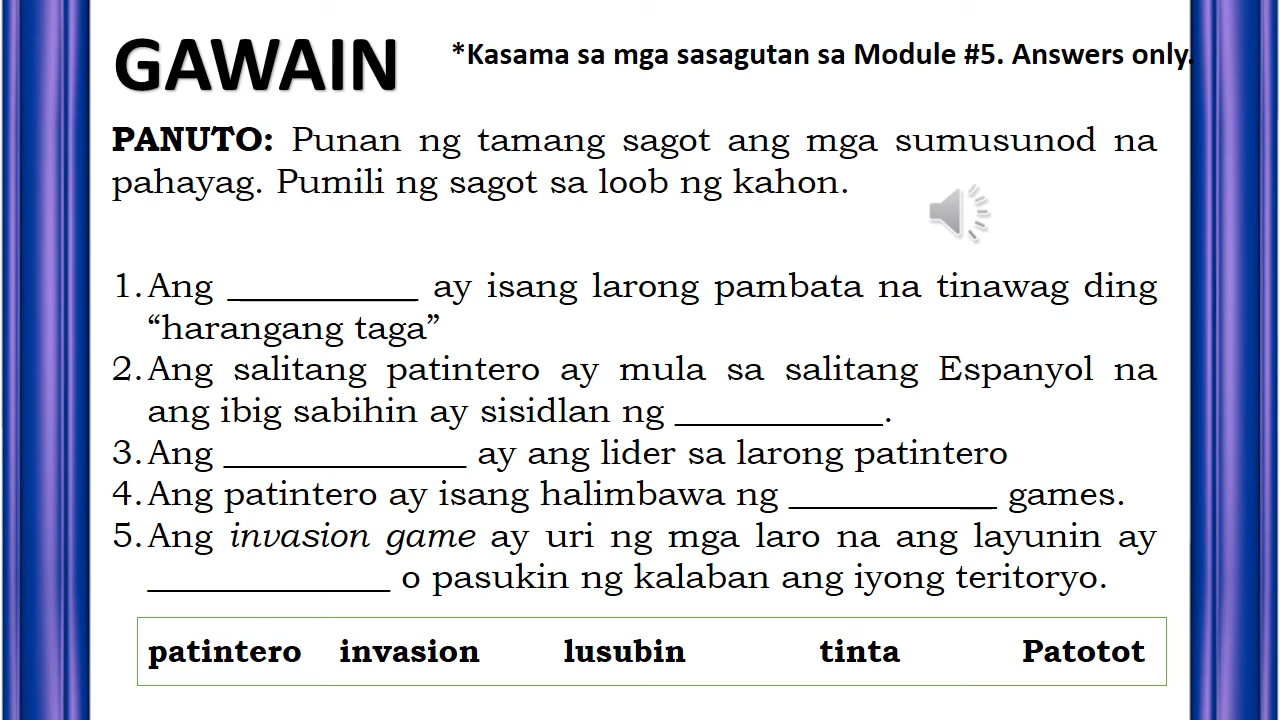 GAWAIN
*Kasama sa mga sasagutan sa Module #5. Answers only.
PANUTO: Punan ng tamang sagot ang mga sumusunod na
pahayag. Pumili ng sagot sa loob ng kahon.
1. Ang __________ ay isang larong pambata na tinawag ding
“harangang taga”
2. Ang salitang patintero ay mula sa salitang Espanyol na
ang ibig sabihin ay sisidlan ng ___________.
3. Ang _____________ ay ang lider sa larong patintero
4. Ang patintero ay isang halimbawa ng ___________ games.
5. Ang invasion game ay uri ng mga laro na ang layunin ay
_____________ o pasukin ng kalaban ang iyong teritoryo.
patintero invasion lusubin tinta Patotot